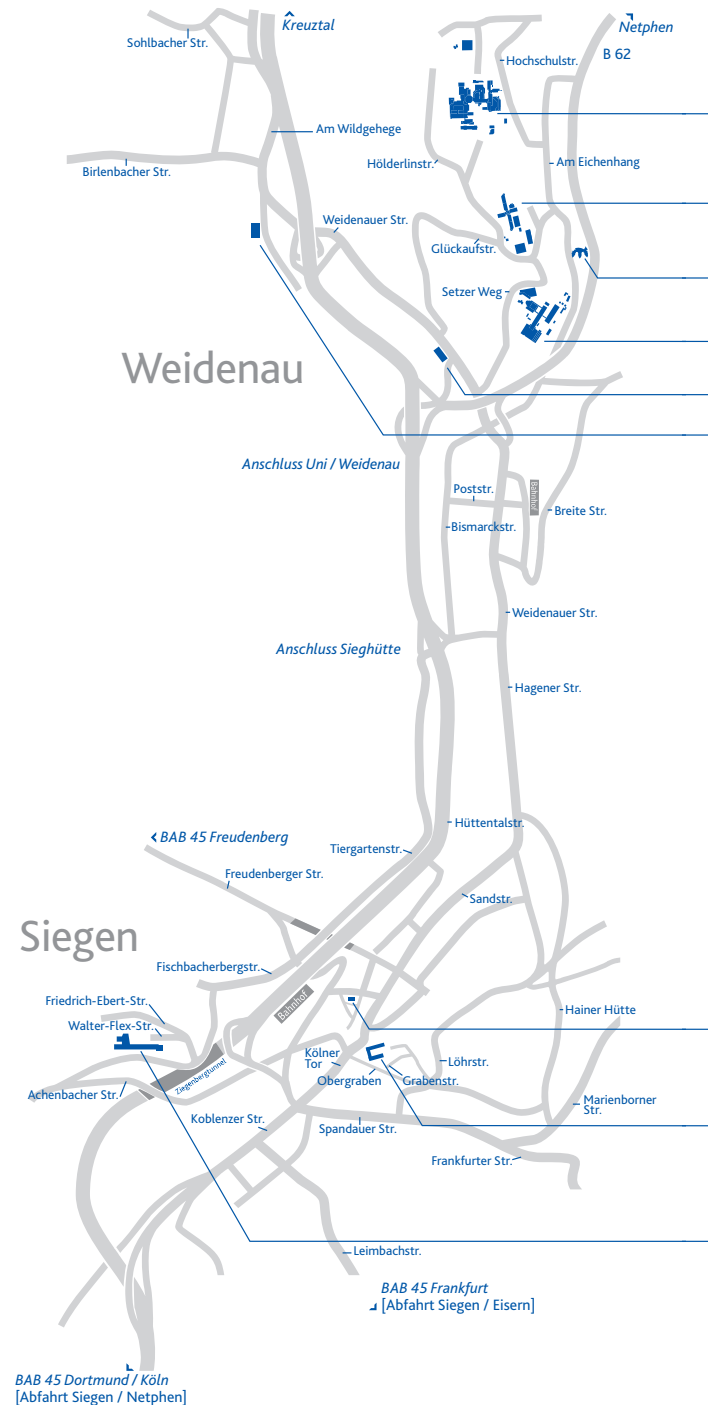 Kreuztal
Netphen
Sohlbacher Str.
B 62
Hochschulstr.
Am Wildgehege
Hölderlinstr.
Am Eichenhang
Birlenbacher Str.
Weidenauer Str.
Glückaufstr.
Setzer Weg
Weidenau
Anschluss Uni / Weidenau
Poststr.
Bahnhof
Breite Str.
Bismarckstr.
Weidenauer Str.
Anschluss Sieghütte
Hagener Str.
Hüttentalstr.
BAB 45 Freudenberg
Tiergartenstr.
Freudenberger Str.
Sandstr.
Siegen
Fischbacherbergstr.
Friedrich-Ebert-Str.
Bahnhof
Hainer Hütte
Walter-Flex-Str.
Kölner
Tor
Löhrstr.
Obergraben
Grabenstr.
Ziegenbergtunnel
Achenbacher Str.
Marienborner
Str.
Koblenzer Str.
Spandauer Str.
Frankfurter Str.
Leimbachstr.
BAB 45 Frankfurt
[Abfahrt Siegen / Eisern]
BAB 45 Dortmund / Köln
[Abfahrt Siegen / Netphen]